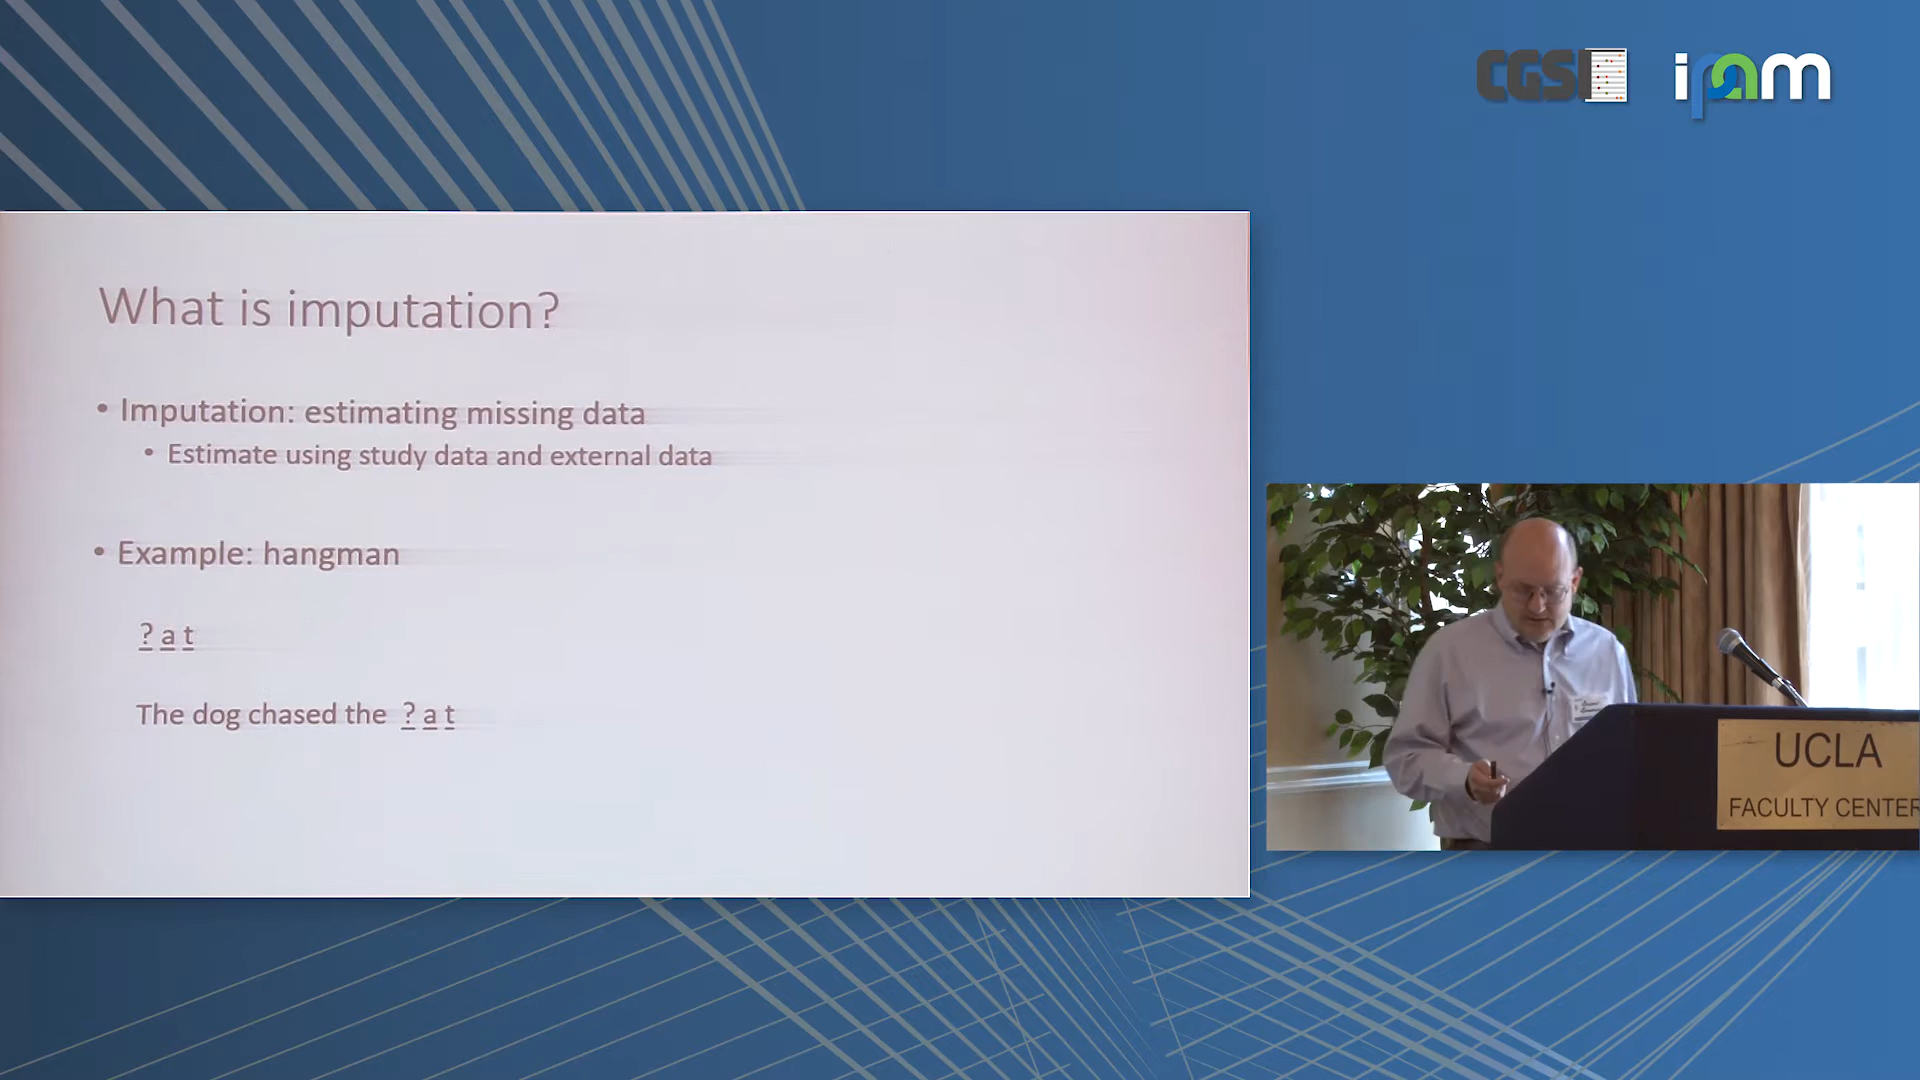 CGSI
ipam
What is imputation?
• Imputation: estimating missing data
• Estimate using study data and external data
• Example: hangman
? a t
The dog chased the ? a t
UCLA
FACULTY CENTER